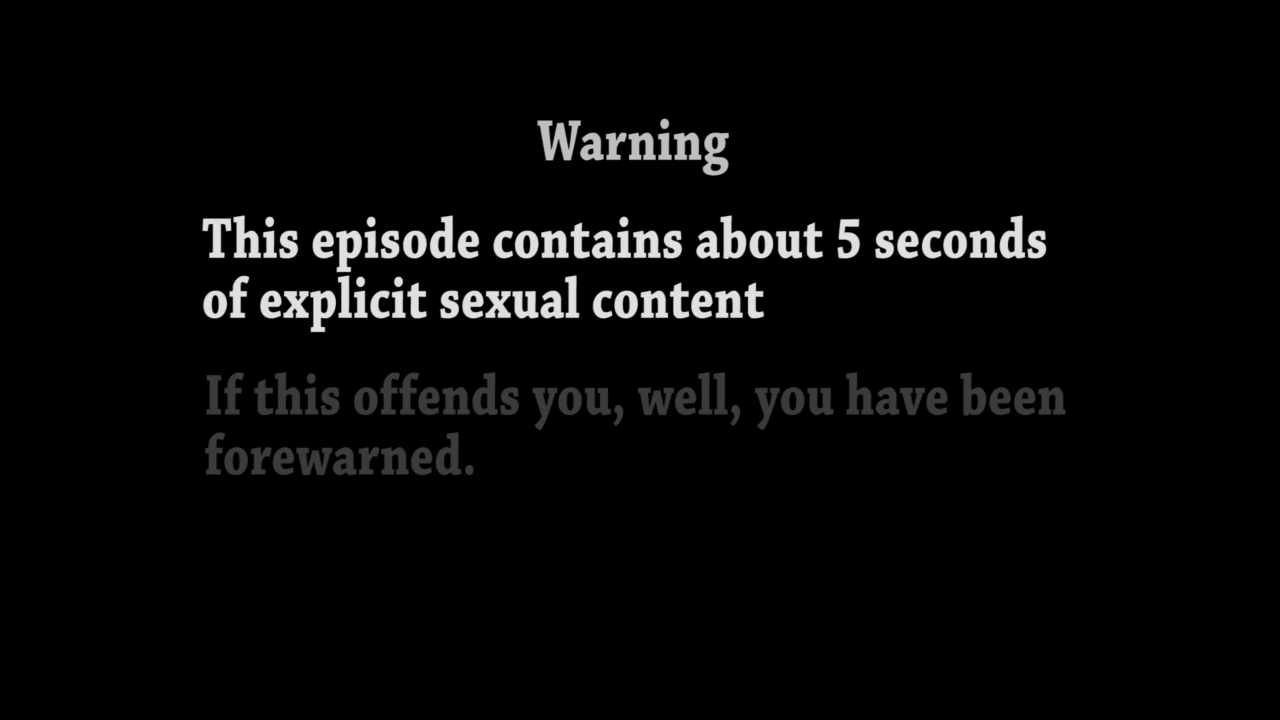 Warning
This episode contains about 5 seconds
of explicit sexual content
If this offends you, well, you have been
forewarned.